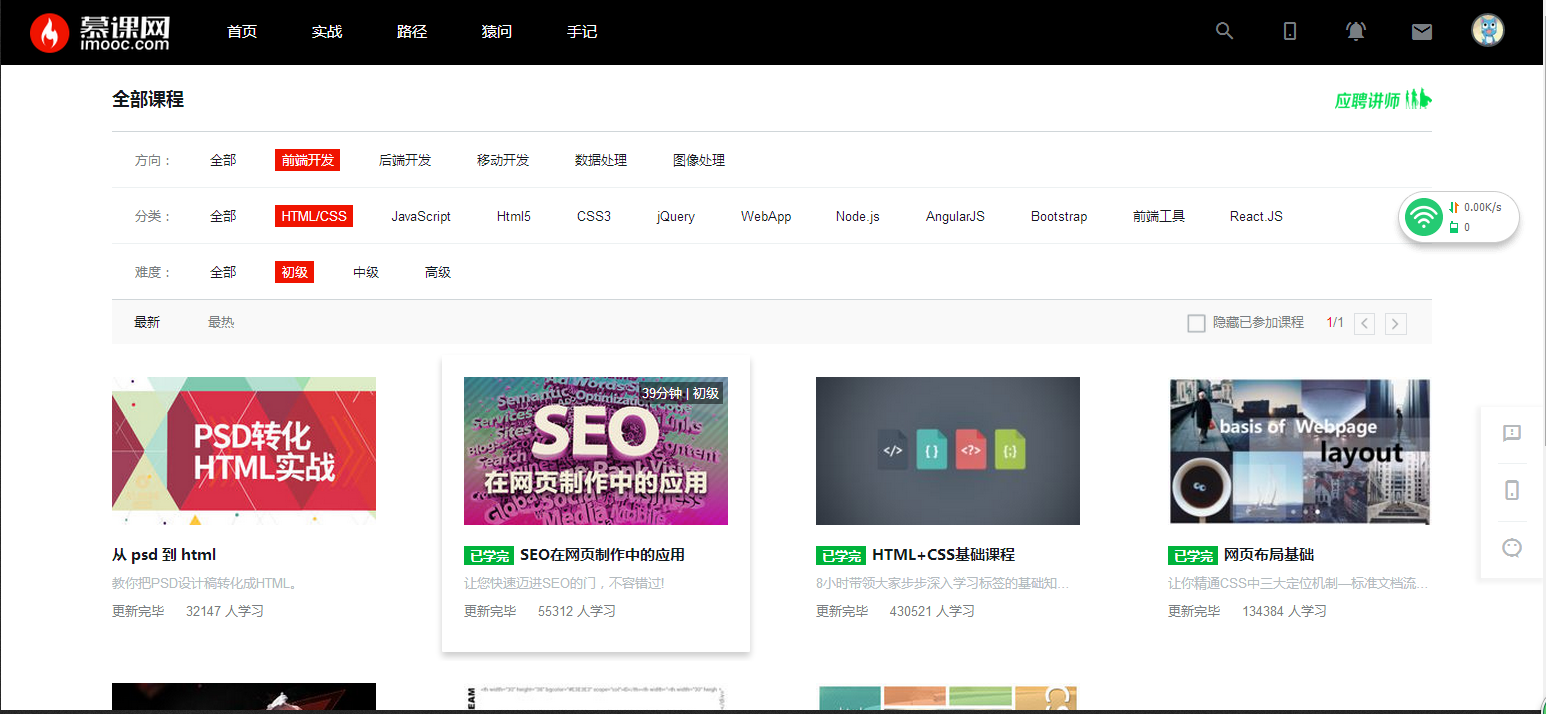 慕课网
imooc.com
首页 实战 路径 猿问 手记
全部课程
应聘讲师
方向： 全部 前端开发 后端开发 移动开发 数据处理 图像处理
分类： 全部 HTML/CSS JavaScript Html5 CSS3 jQuery WebApp Node.js AngularJS Bootstrap 前端工具 React.JS
0.00K/s
0
难度： 全部 初级 中级 高级
最新 最热 隐藏已参加课程 1/1
PSD转化
HTML实战
39分钟 | 初级
Semantic
SEO
在网页制作中的应用
</> { } <?> {;}
basis of Webpage
layout
从 psd 到 html
教你把PSD设计稿转化成HTML。
更新完毕 32147 人学习
已学完 SEO在网页制作中的应用
让您快速迈进SEO的门，不容错过!
更新完毕 55312 人学习
已学完 HTML+CSS基础课程
8小时带领大家步步深入学习标签的基础知…
更新完毕 430521 人学习
已学完 网页布局基础
让你精通CSS中三大定位机制—标准文档流…
更新完毕 134384 人学习